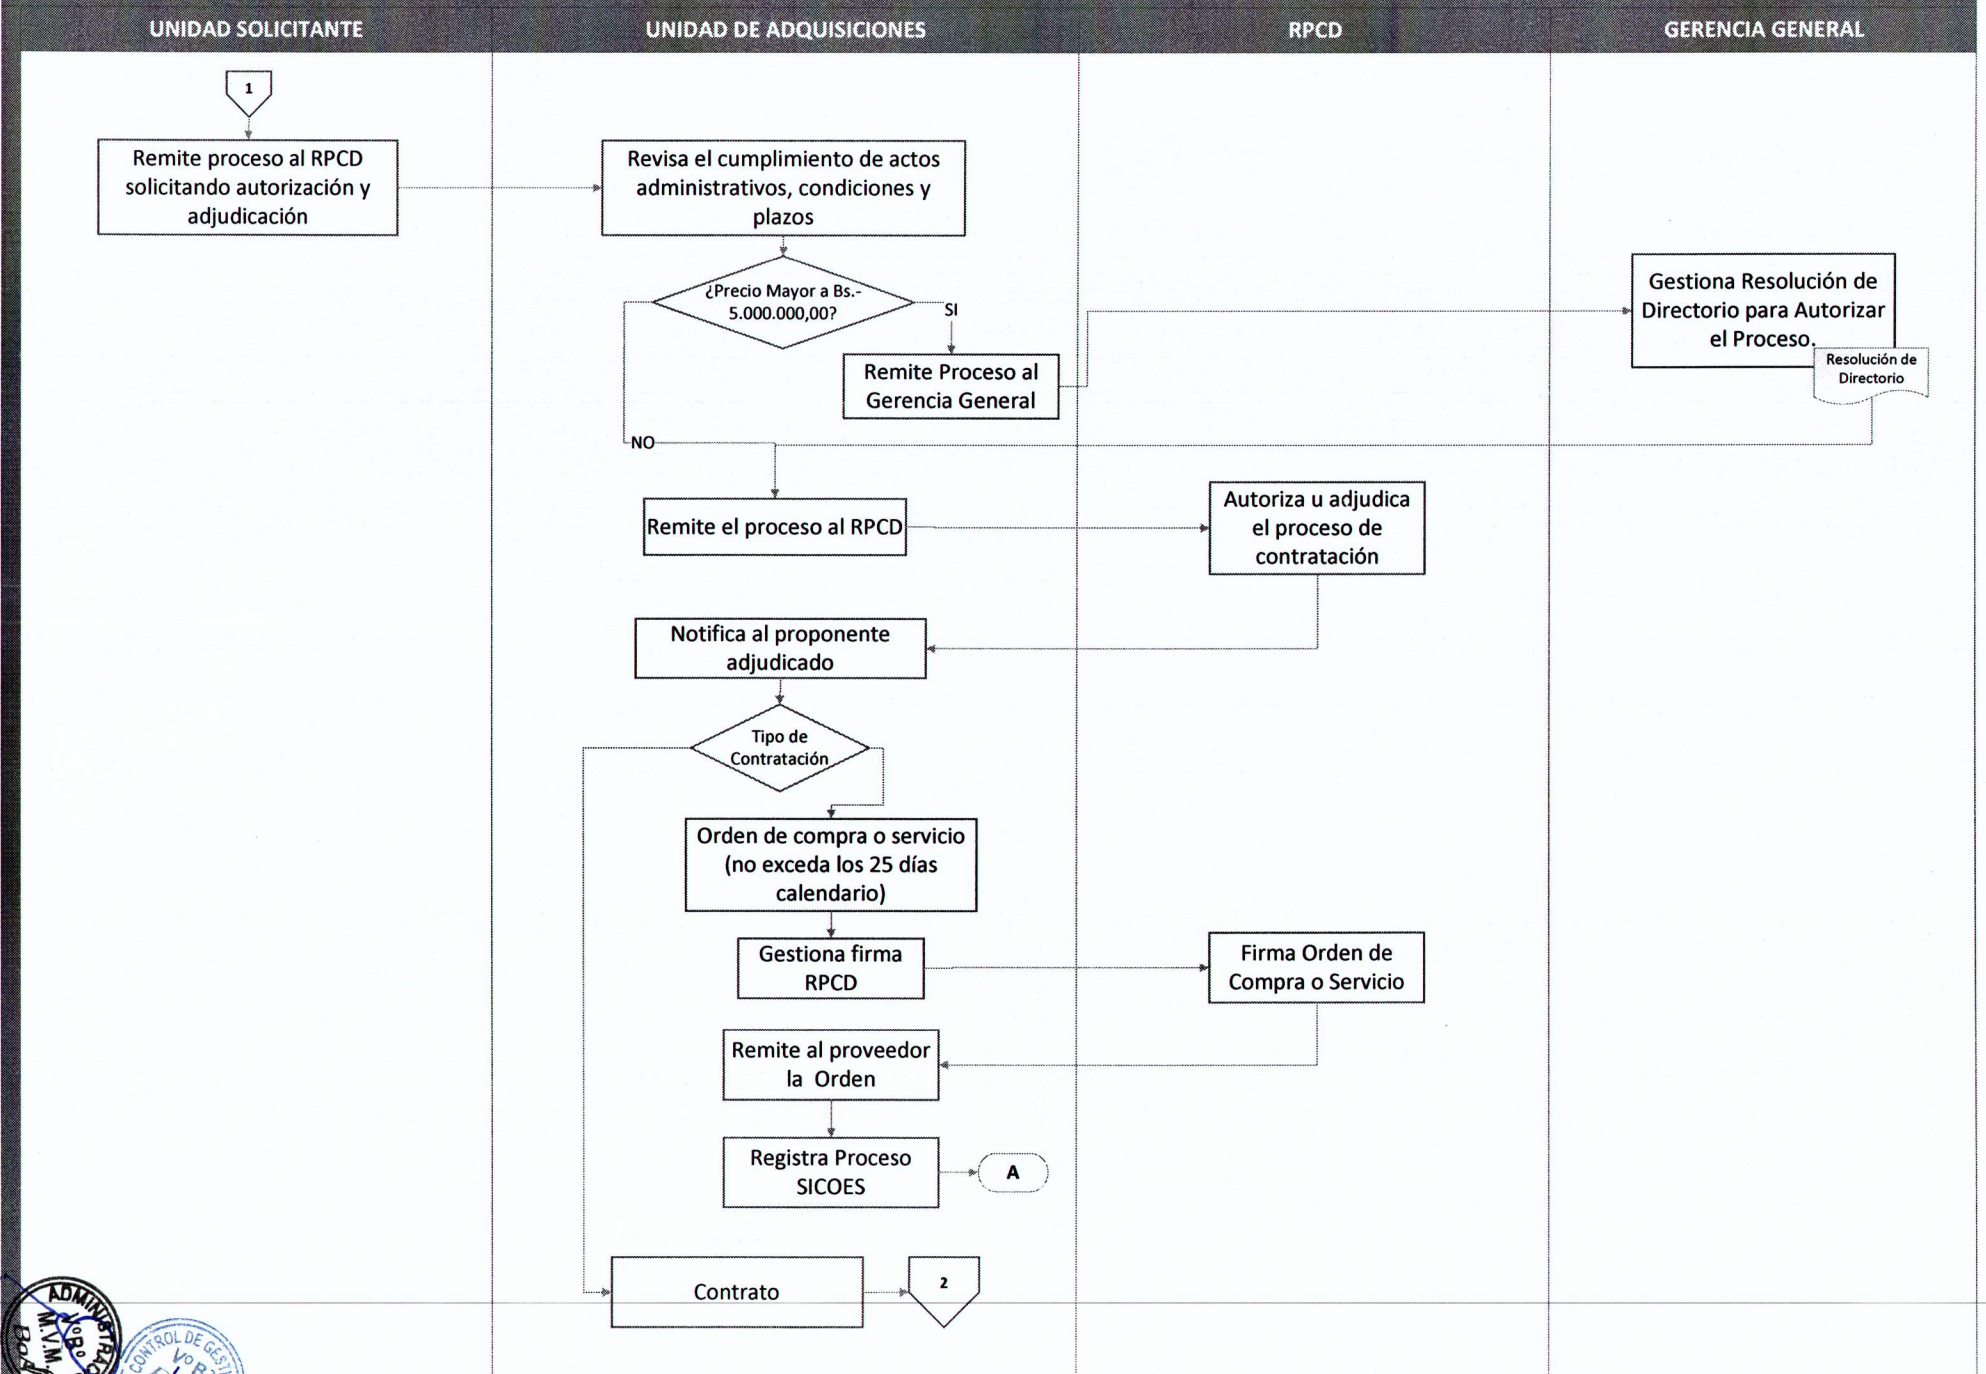 UNIDAD SOLICITANTE
UNIDAD DE ADQUISICIONES
RPCD
GERENCIA GENERAL
1
Remite proceso al RPCD
solicitando autorización y
adjudicación
Revisa el cumplimiento de actos
administrativos, condiciones y
plazos
¿Precio Mayor a Bs.-
5.000.000,00?
SI
Remite Proceso al
Gerencia General
Gestiona Resolución de
Directorio para Autorizar
el Proceso.
Resolución de
Directorio
NO
Remite el proceso al RPCD
Autoriza u adjudica
el proceso de
contratación
Notifica al proponente
adjudicado
Tipo de
Contratación
Orden de compra o servicio
(no exceda los 25 días
calendario)
Gestiona firma
RPCD
Firma Orden de
Compra o Servicio
Remite al proveedor
la Orden
Registra Proceso
SICOES
A
Contrato
2
VºBº
M.V.M.
CONTROL DE
VºB